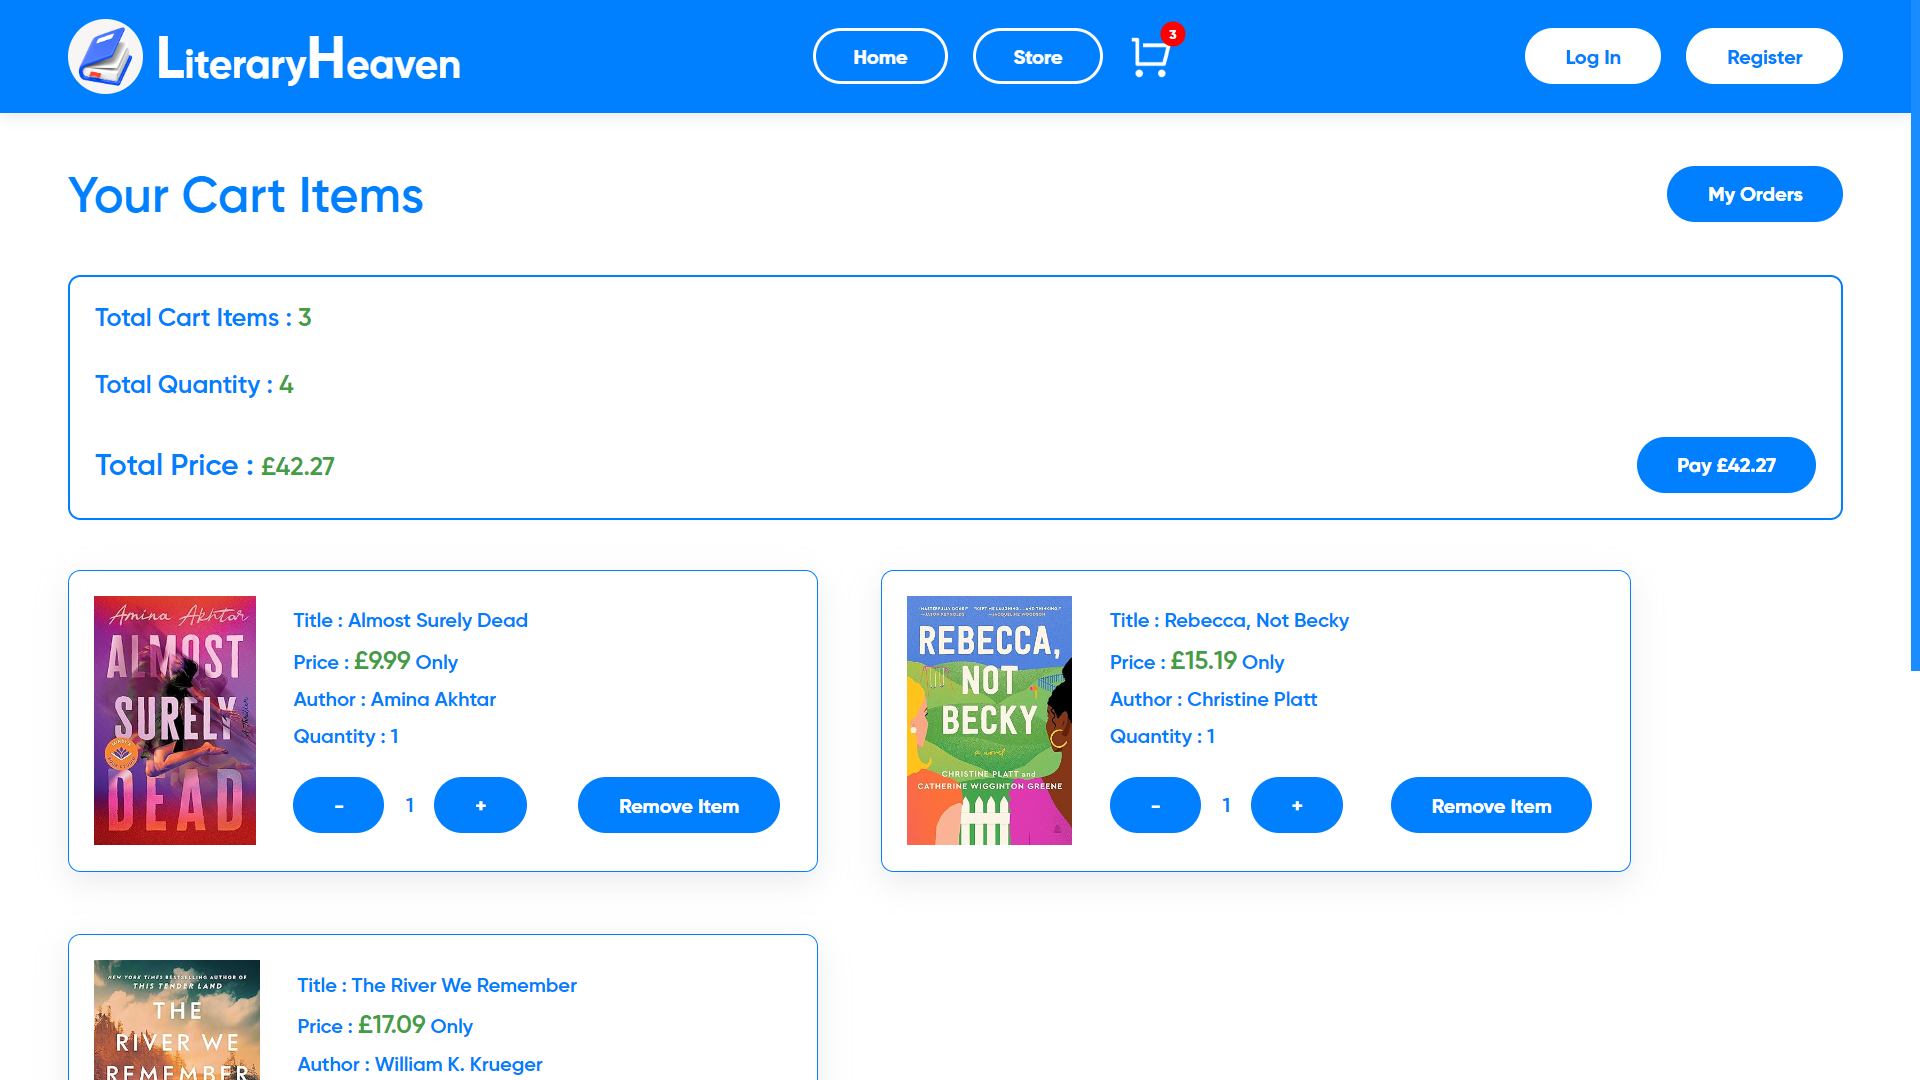 LiteraryHeaven
Home
Store
3
Log In
Register
Your Cart Items
My Orders
Total Cart Items : 3
Total Quantity : 4
Total Price : £42.27
Pay £42.27
Amina Akhtar
ALMOST
SURELY
DEAD
Title : Almost Surely Dead
Price : £9.99 Only
Author : Amina Akhtar
Quantity : 1
-
1
+
Remove Item
REBECCA,
NOT
BECKY
a novel
CHRISTINE PLATT and
CATHERINE WIGGINTON GREENE
Title : Rebecca, Not Becky
Price : £15.19 Only
Author : Christine Platt
Quantity : 1
-
1
+
Remove Item
NEW YORK TIMES BESTSELLING AUTHOR OF
THIS TENDER LAND
THE
RIVER WE
REMEMBER
Title : The River We Remember
Price : £17.09 Only
Author : William K. Krueger